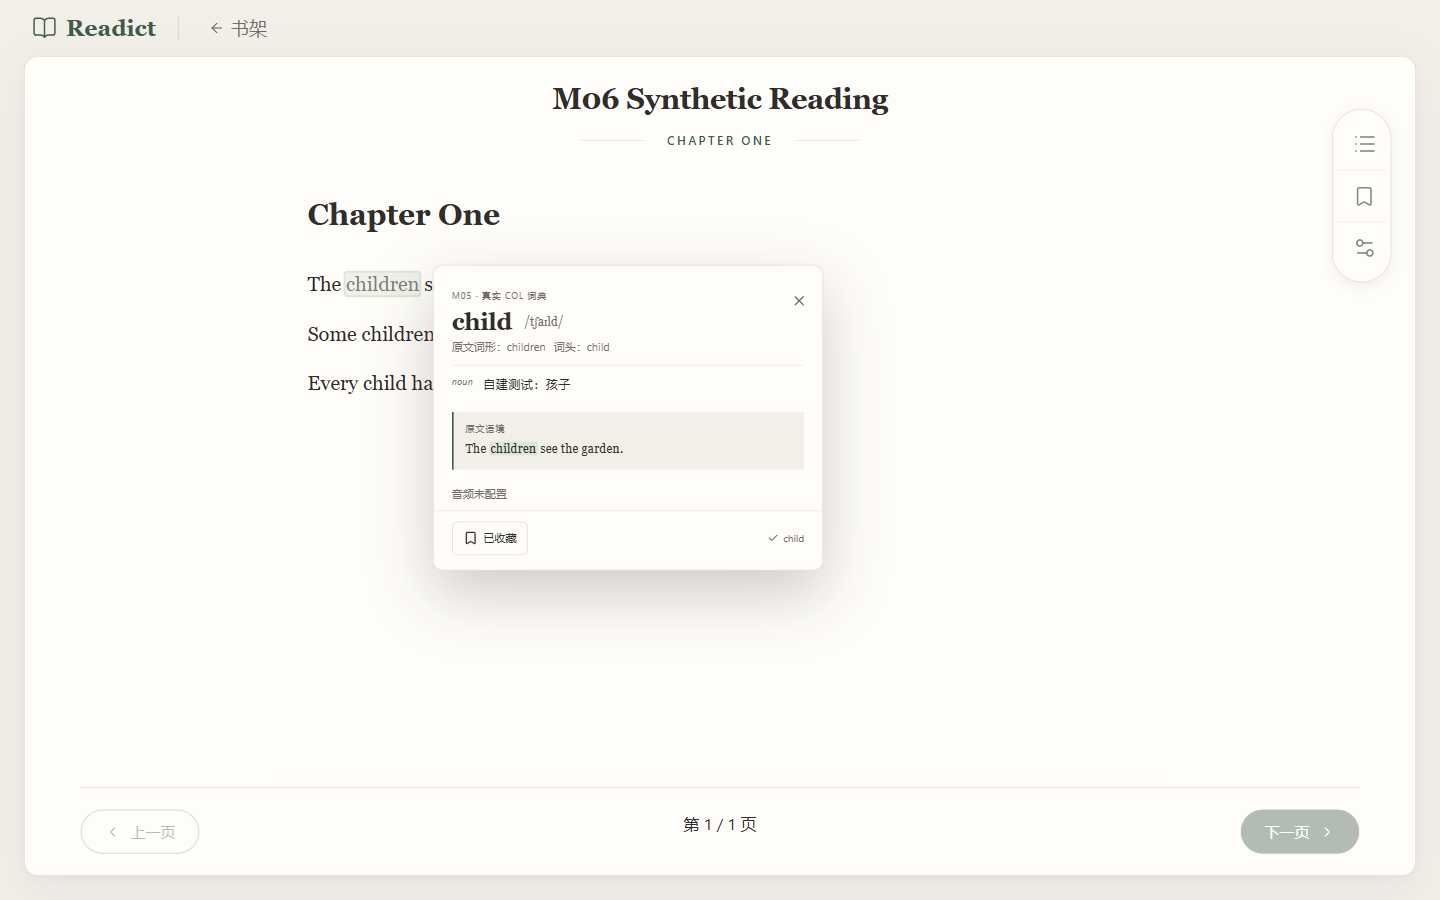 Readict
书架
M06 Synthetic Reading
CHAPTER ONE
Chapter One
The children s
Some children
Every child ha
M05 · 真实 COL 词典
child /tʃaɪld/
原文词形：children 词头：child
noun 自建测试：孩子
原文语境
The children see the garden.
音频未配置
已收藏
child
上一页
第 1 / 1 页
下一页